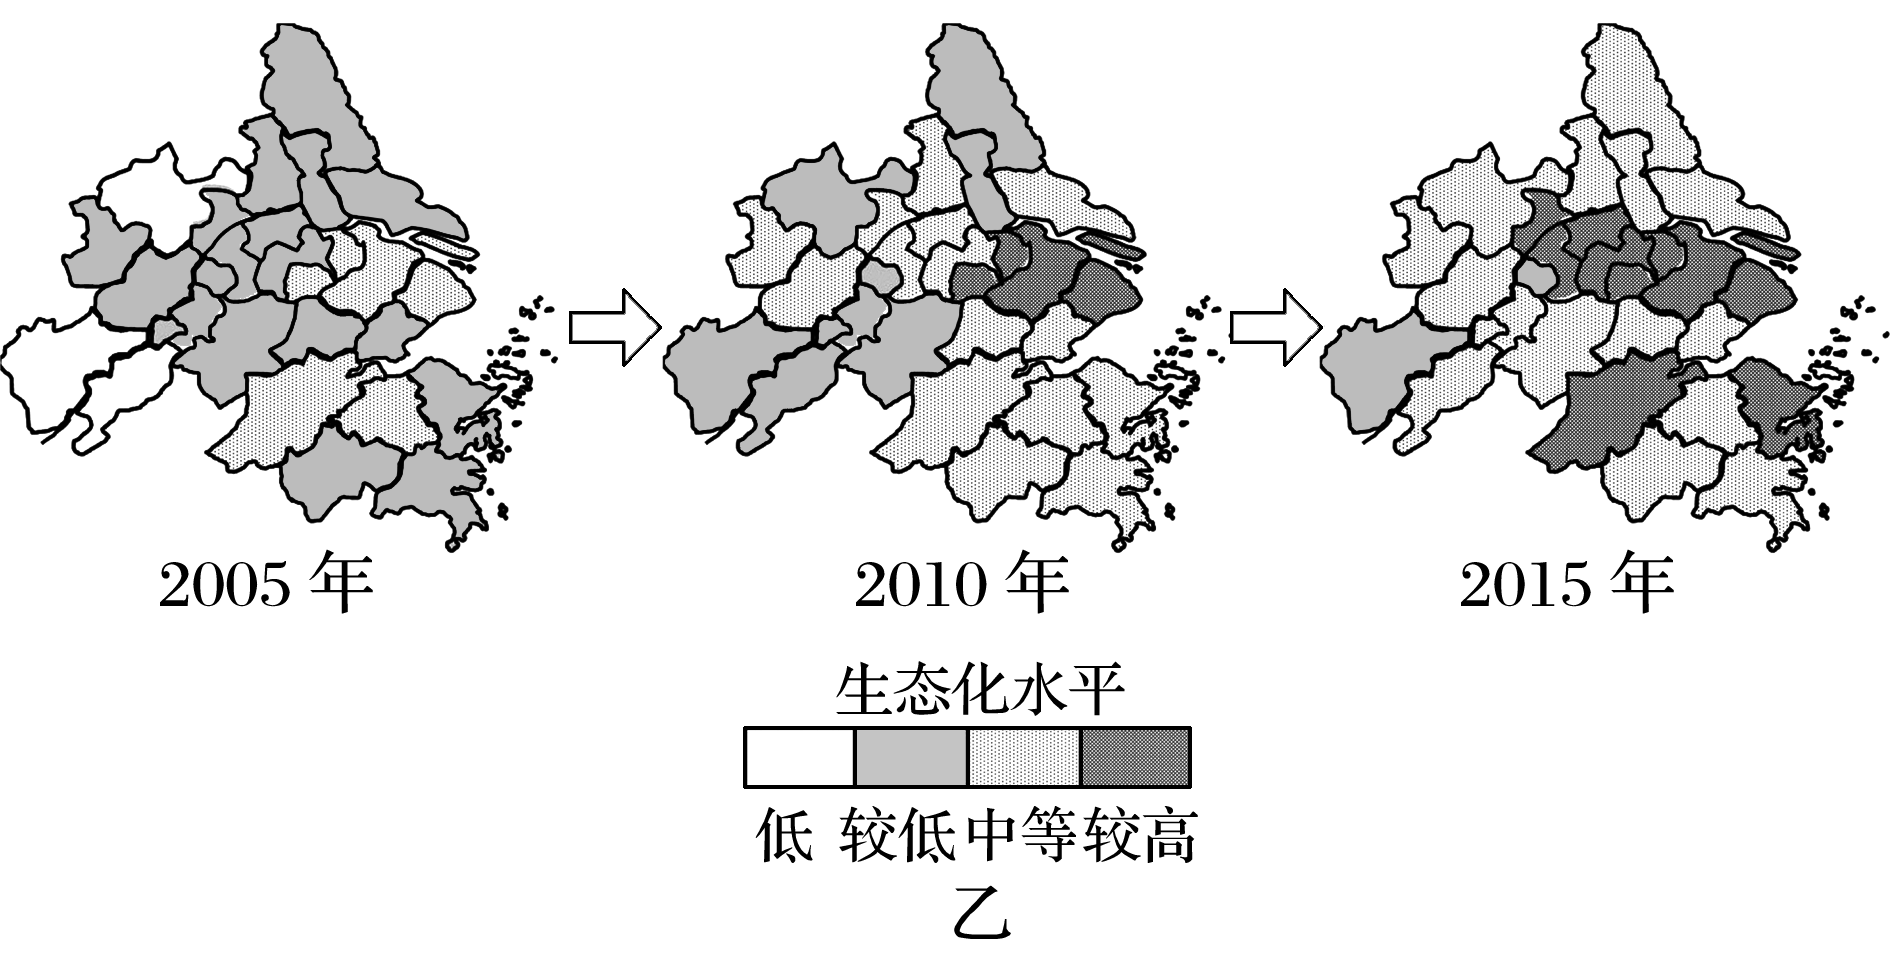 2005 年
2010 年
2015 年
生态化水平
低 较低 中等 较高
乙